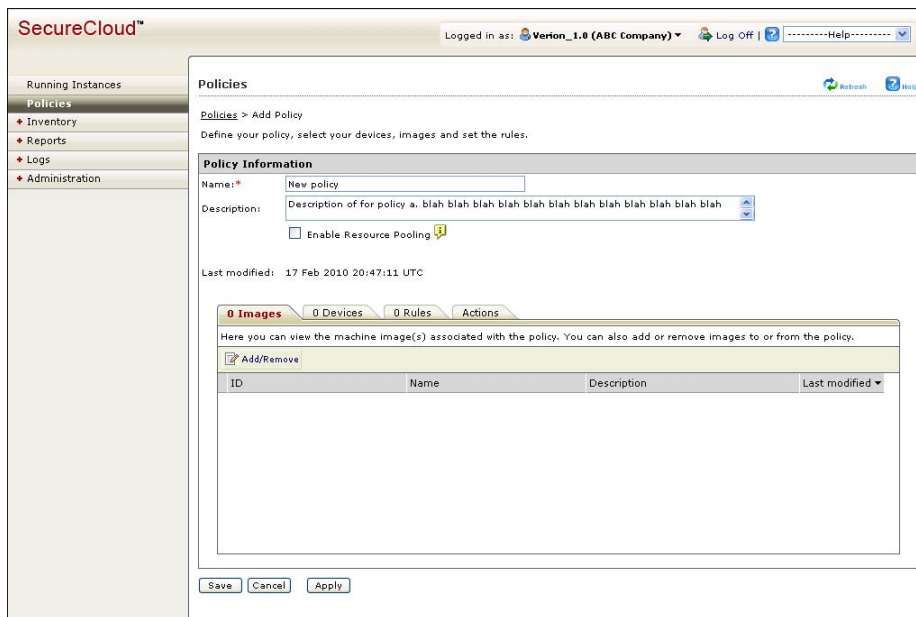 SecureCloud™
Logged in as: Verion_1.0 (ABC Company) Log Off | ---------Help---------
Running Instances
Policies
Inventory
Reports
Logs
Administration
Policies
Refresh Help
Policies > Add Policy
Define your policy, select your devices, images and set the rules.
Policy Information
Name:* New policy
Description: Description of for policy a. blah blah blah blah blah blah blah blah blah blah blah blah
Enable Resource Pooling
Last modified: 17 Feb 2010 20:47:11 UTC
0 Images 0 Devices 0 Rules Actions
Here you can view the machine image(s) associated with the policy. You can also add or remove images to or from the policy.
Add/Remove
ID Name Description Last modified
Save Cancel Apply